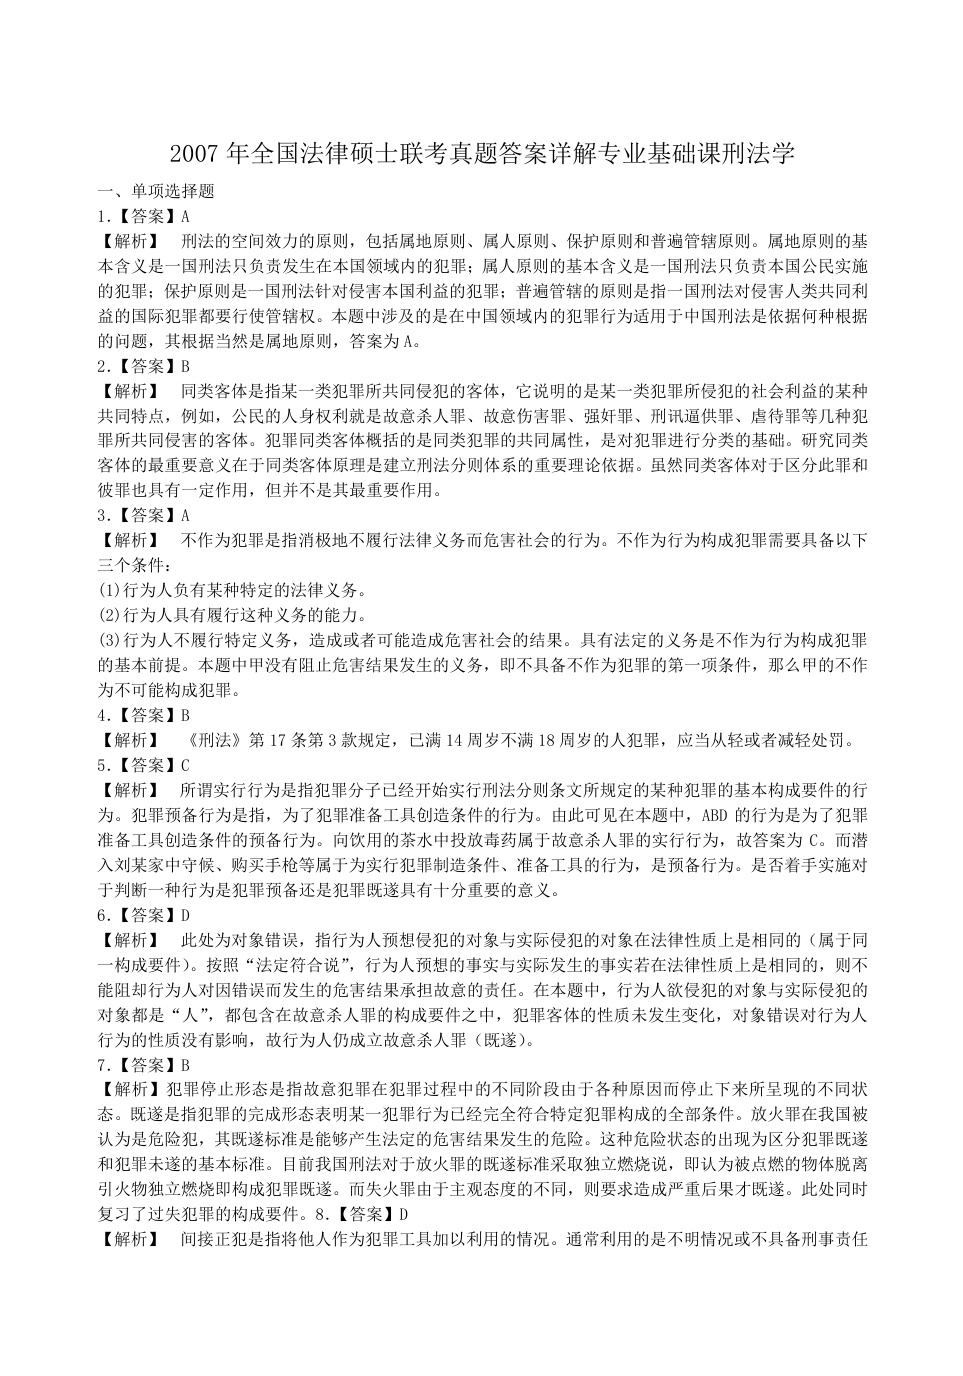 2007 年全国法律硕士联考真题答案详解专业基础课刑法学
一、单项选择题
1.【答案】A
【解析】 刑法的空间效力的原则，包括属地原则、属人原则、保护原则和普遍管辖原则。属地原则的基
本含义是一国刑法只负责发生在本国领域内的犯罪；属人原则的基本含义是一国刑法只负责本国公民实施
的犯罪；保护原则是一国刑法针对侵害本国利益的犯罪；普遍管辖的原则是指一国刑法对侵害人类共同利
益的国际犯罪都要行使管辖权。本题中涉及的是在中国领域内的犯罪行为适用于中国刑法是依据何种根据
的问题，其根据当然是属地原则，答案为 A。
2.【答案】B
【解析】 同类客体是指某一类犯罪所共同侵犯的客体，它说明的是某一类犯罪所侵犯的社会利益的某种
共同特点，例如，公民的人身权利就是故意杀人罪、故意伤害罪、强奸罪、刑讯逼供罪、虐待罪等几种犯
罪所共同侵害的客体。犯罪同类客体概括的是同类犯罪的共同属性，是对犯罪进行分类的基础。研究同类
客体的最重要意义在于同类客体原理是建立刑法分则体系的重要理论依据。虽然同类客体对于区分此罪和
彼罪也具有一定作用，但并不是其最重要作用。
3.【答案】A
【解析】 不作为犯罪是指消极地不履行法律义务而危害社会的行为。不作为行为构成犯罪需要具备以下
三个条件：
(1)行为人负有某种特定的法律义务。
(2)行为人具有履行这种义务的能力。
(3)行为人不履行特定义务，造成或者可能造成危害社会的结果。具有法定的义务是不作为行为构成犯罪
的基本前提。本题中甲没有阻止危害结果发生的义务，即不具备不作为犯罪的第一项条件，那么甲的不作
为不可能构成犯罪。
4.【答案】B
【解析】 《刑法》第 17 条第 3 款规定，已满 14 周岁不满 18 周岁的人犯罪，应当从轻或者减轻处罚。
5.【答案】C
【解析】 所谓实行行为是指犯罪分子已经开始实行刑法分则条文所规定的某种犯罪的基本构成要件的行
为。犯罪预备行为是指，为了犯罪准备工具创造条件的行为。由此可见在本题中，ABD 的行为是为了犯罪
准备工具创造条件的预备行为。向饮用的茶水中投放毒药属于故意杀人罪的实行行为，故答案为 C。而潜
入刘某家中守候、购买手枪等属于为实行犯罪制造条件、准备工具的行为，是预备行为。是否着手实施对
于判断一种行为是犯罪预备还是犯罪既遂具有十分重要的意义。
6.【答案】D
【解析】 此处为对象错误，指行为人预想侵犯的对象与实际侵犯的对象在法律性质上是相同的（属于同
一构成要件）。按照“法定符合说”，行为人预想的事实与实际发生的事实若在法律性质上是相同的，则不
能阻却行为人对因错误而发生的危害结果承担故意的责任。在本题中，行为人欲侵犯的对象与实际侵犯的
对象都是“人”，都包含在故意杀人罪的构成要件之中，犯罪客体的性质未发生变化，对象错误对行为人
行为的性质没有影响，故行为人仍成立故意杀人罪（既遂）。
7.【答案】B
【解析】犯罪停止形态是指故意犯罪在犯罪过程中的不同阶段由于各种原因而停止下来所呈现的不同状
态。既遂是指犯罪的完成形态表明某一犯罪行为已经完全符合特定犯罪构成的全部条件。放火罪在我国被
认为是危险犯，其既遂标准是能够产生法定的危害结果发生的危险。这种危险状态的出现为区分犯罪既遂
和犯罪未遂的基本标准。目前我国刑法对于放火罪的既遂标准采取独立燃烧说，即认为被点燃的物体脱离
引火物独立燃烧即构成犯罪既遂。而失火罪由于主观态度的不同，则要求造成严重后果才既遂。此处同时
复习了过失犯罪的构成要件。8.【答案】D
【解析】 间接正犯是指将他人作为犯罪工具加以利用的情况。通常利用的是不明情况或不具备刑事责任